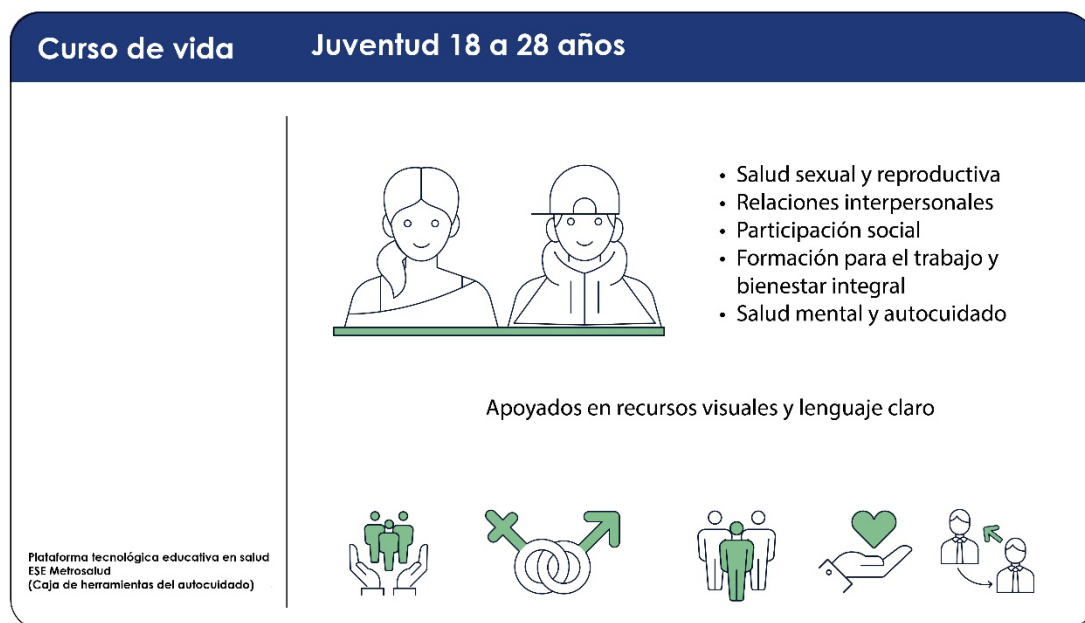 Curso de vida
Juventud 18 a 28 años
• Salud sexual y reproductiva
• Relaciones interpersonales
• Participación social
• Formación para el trabajo y
bienestar integral
• Salud mental y autocuidado
Apoyados en recursos visuales y lenguaje claro
Plataforma tecnológica educativa en salud
ESE Metrosalud
(Caja de herramientas del autocuidado)